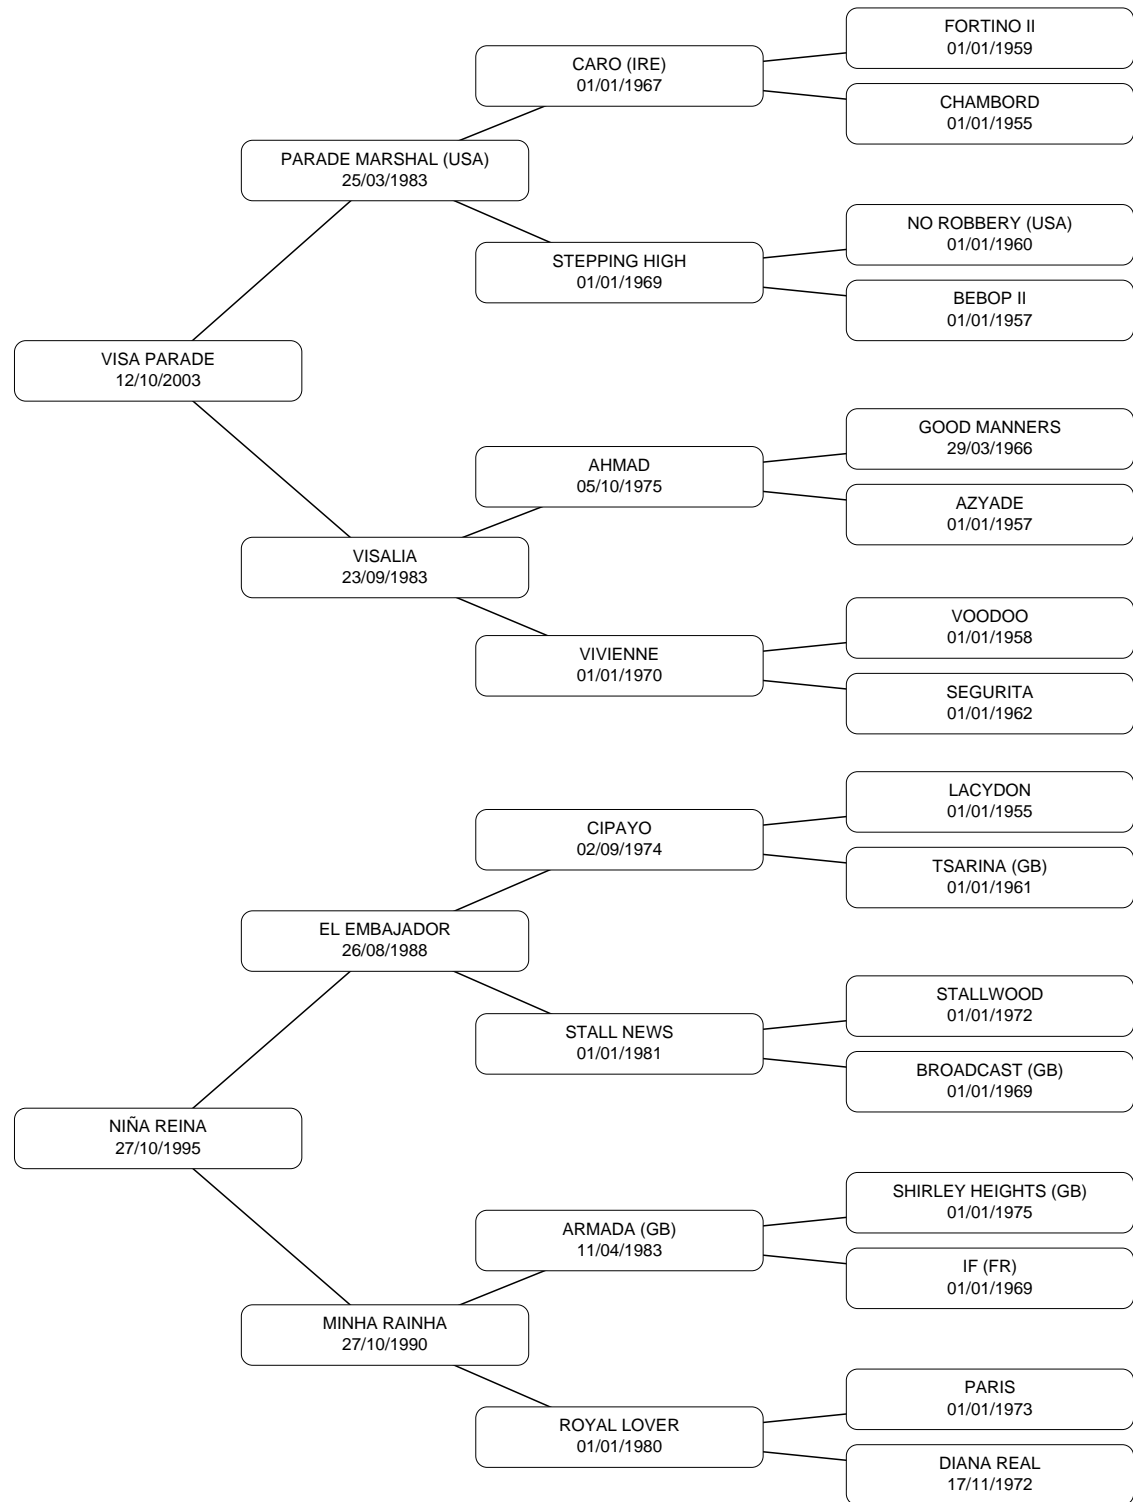 FORTINO II
01/01/1959
CARO (IRE)
01/01/1967
CHAMBORD
01/01/1955
PARADE MARSHAL (USA)
25/03/1983
NO ROBBERY (USA)
01/01/1960
STEPPING HIGH
01/01/1969
BEBOP II
01/01/1957
VISA PARADE
12/10/2003
GOOD MANNERS
29/03/1966
AHMAD
05/10/1975
AZYADE
01/01/1957
VISALIA
23/09/1983
VOODOO
01/01/1958
VIVIENNE
01/01/1970
SEGURITA
01/01/1962
LACYDON
01/01/1955
CIPAYO
02/09/1974
TSARINA (GB)
01/01/1961
EL EMBAJADOR
26/08/1988
STALLWOOD
01/01/1972
STALL NEWS
01/01/1981
BROADCAST (GB)
01/01/1969
NIÑA REINA
27/10/1995
SHIRLEY HEIGHTS (GB)
01/01/1975
ARMADA (GB)
11/04/1983
IF (FR)
01/01/1969
MINHA RAINHA
27/10/1990
PARIS
01/01/1973
ROYAL LOVER
01/01/1980
DIANA REAL
17/11/1972